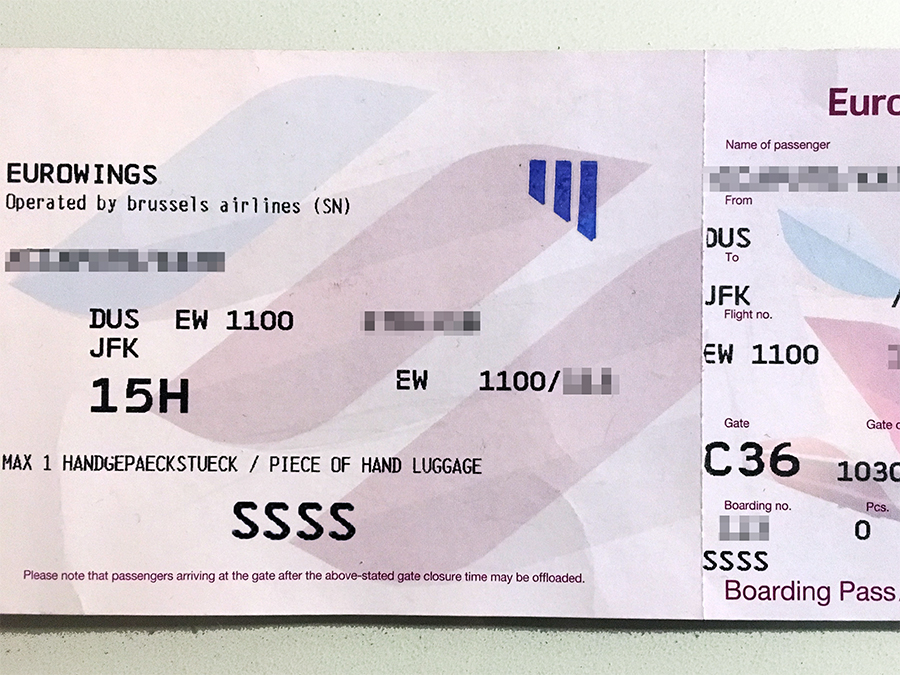 EUROWINGS
Operated by brussels airlines (SN)
DUS EW 1100
JFK
15H
EW 1100/
MAX 1 HANDGEPAECKSTUECK / PIECE OF HAND LUGGAGE
SSSS
Please note that passengers arriving at the gate after the above-stated gate closure time may be offloaded.
Euro
Name of passenger
From
DUS
To
JFK
Flight no.
EW 1100
Gate Gate c
C36 1030
Boarding no. Pcs.
0
SSSS
Boarding Pass